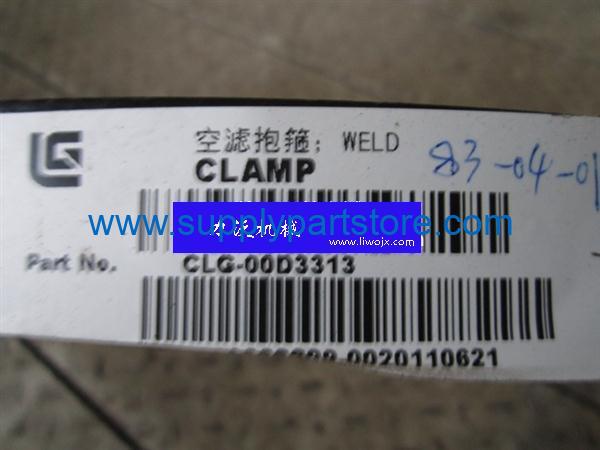 空滤抱箍; WELD
CLAMP
83-04-01
www.supplypartstore.com
www.liwojx.com
Part No. CLG-00D3313
0020110621